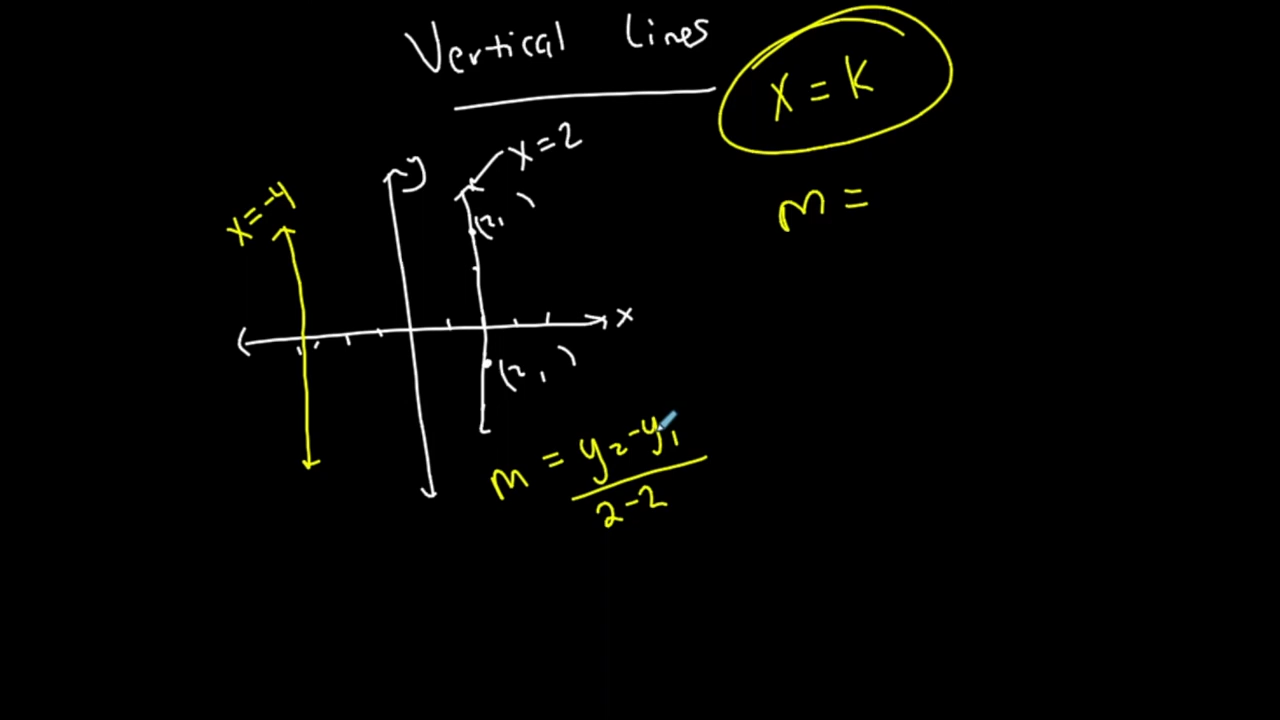 Vertical Lines
x = k
m =
x = 2
y
x = -4
(2, )
x
(2, )
m = y₂ - y₁
2 - 2